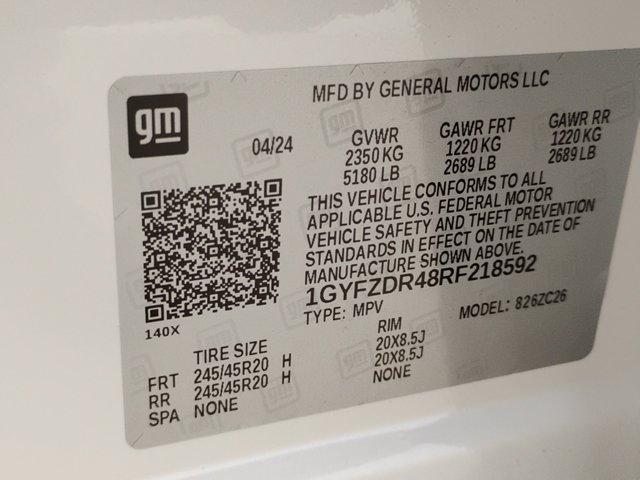 gm
MFD BY GENERAL MOTORS LLC
04/24
GVWR
2350 KG
5180 LB
GAWR FRT
1220 KG
2689 LB
GAWR RR
1220 KG
2689 LB
THIS VEHICLE CONFORMS TO ALL
APPLICABLE U.S. FEDERAL MOTOR
VEHICLE SAFETY AND THEFT PREVENTION
STANDARDS IN EFFECT ON THE DATE OF
MANUFACTURE SHOWN ABOVE.
1GYFZDR48RF218592
TYPE: MPV
MODEL: 826ZC26
140X
TIRE SIZE
RIM
FRT 245/45R20 H 20X8.5J
RR 245/45R20 H 20X8.5J
SPA NONE NONE